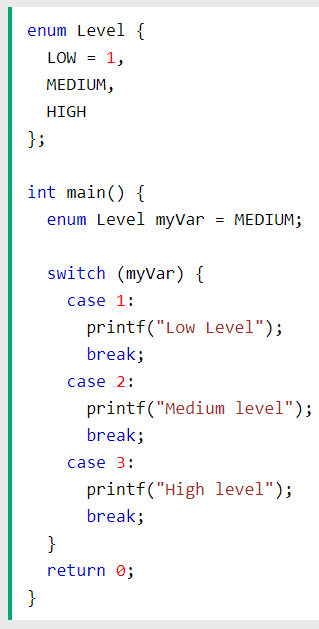 enum Level {
  LOW = 1,
  MEDIUM,
  HIGH
};

int main() {
  enum Level myVar = MEDIUM;

  switch (myVar) {
    case 1:
      printf("Low Level");
      break;
    case 2:
      printf("Medium level");
      break;
    case 3:
      printf("High level");
      break;
  }
  return 0;
}